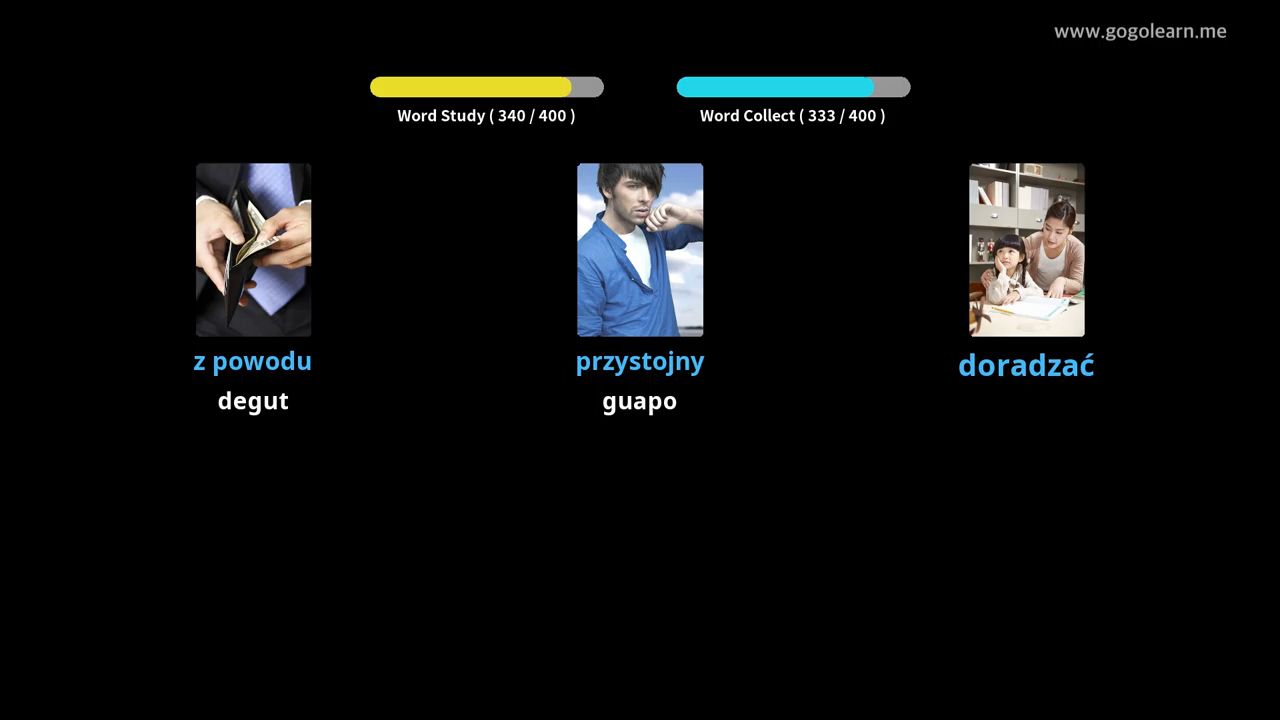 www.gogolearn.me
Word Study ( 340 / 400 )
Word Collect ( 333 / 400 )
z powodu
przystojny
doradzać
degut
guapo